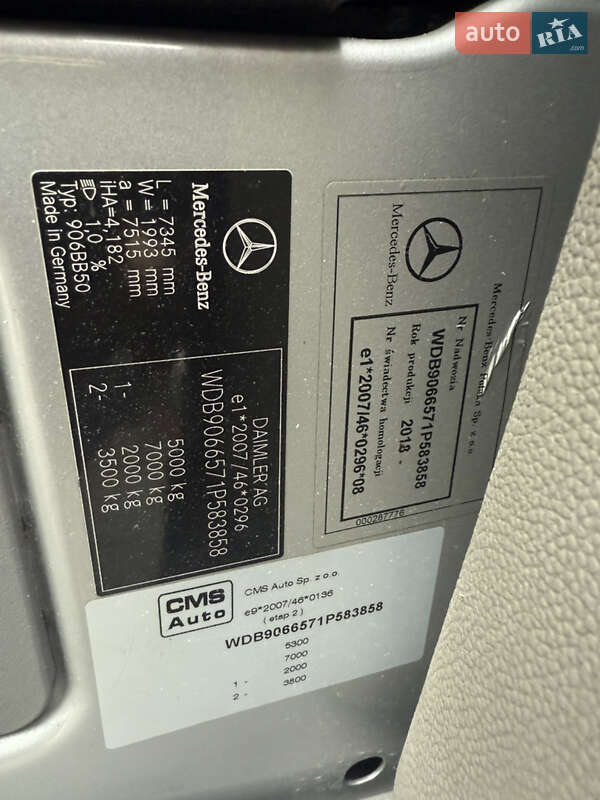 auto RIA
.com
Mercedes-Benz
L = 7345 mm
W = 1993 mm
a = 7515 mm
iHA=4,182
1,0 %
Typ: 906BB50
Made in Germany
DAIMLER AG
e1*2007/46*0296
WDB9066571P583858
5000 kg
7000 kg
1- 2000 kg
2- 3500 kg
Mercedes-Benz
Mercedes-Benz Polska Sp. z o.o.
Nr Nadwozia
WDB9066571P583858
Rok produkcji 2013
Nr świadectwa homologacji
e1*2007/46*0296*08
000287776
CMS
Auto
CMS Auto Sp. z o.o.
e9*2007/46*0136
( etap 2 )
WDB9066571P583858
5300
7000
1 - 2000
2 - 3800